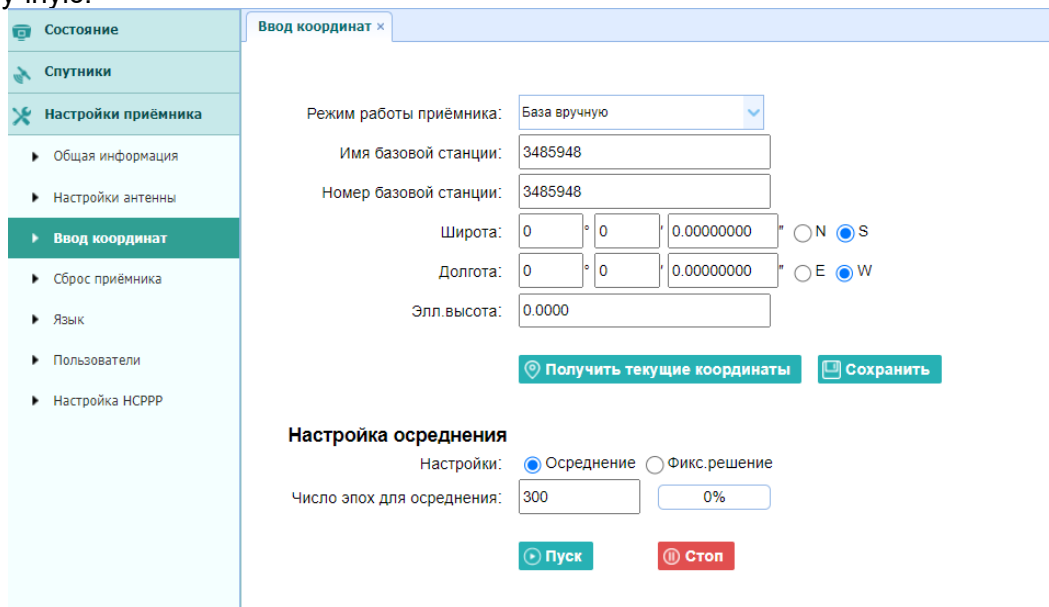 учную.
Состояние
Спутники
Настройки приёмника
Общая информация
Настройки антенны
Ввод координат
Сброс приёмника
Язык
Пользователи
Настройка HCPPP
Ввод координат ×
Режим работы приёмника: База вручную
Имя базовой станции: 3485948
Номер базовой станции: 3485948
Широта: 0 ° 0 ′ 0.00000000 ″ N S
Долгота: 0 ° 0 ′ 0.00000000 ″ E W
Элл.высота: 0.0000
Получить текущие координаты Сохранить
Настройка осреднения
Настройки: Осреднение Фикс.решение
Число эпох для осреднения: 300 0%
Пуск Стоп